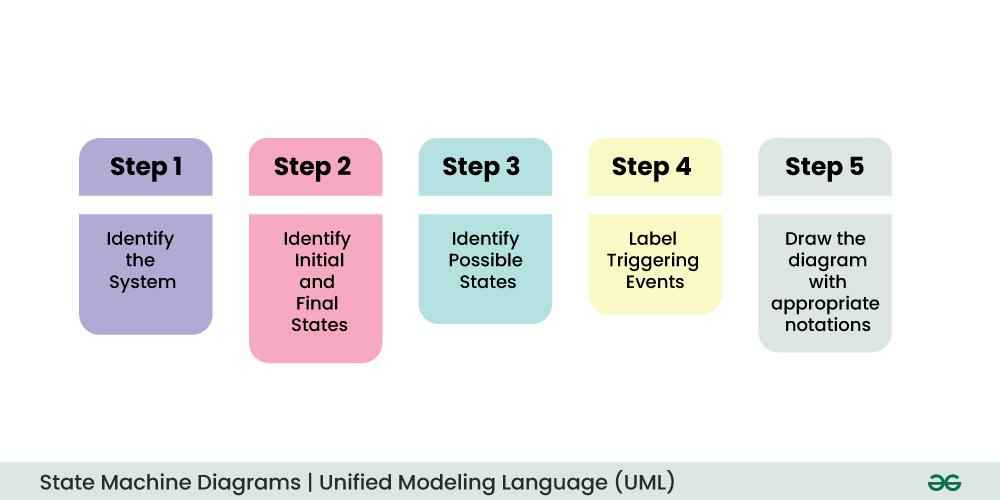 Step 1
Identify
the
System
Step 2
Identify
Initial
and
Final
States
Step 3
Identify
Possible
States
Step 4
Label
Triggering
Events
Step 5
Draw the
diagram
with
appropriate
notations
State Machine Diagrams | Unified Modeling Language (UML)